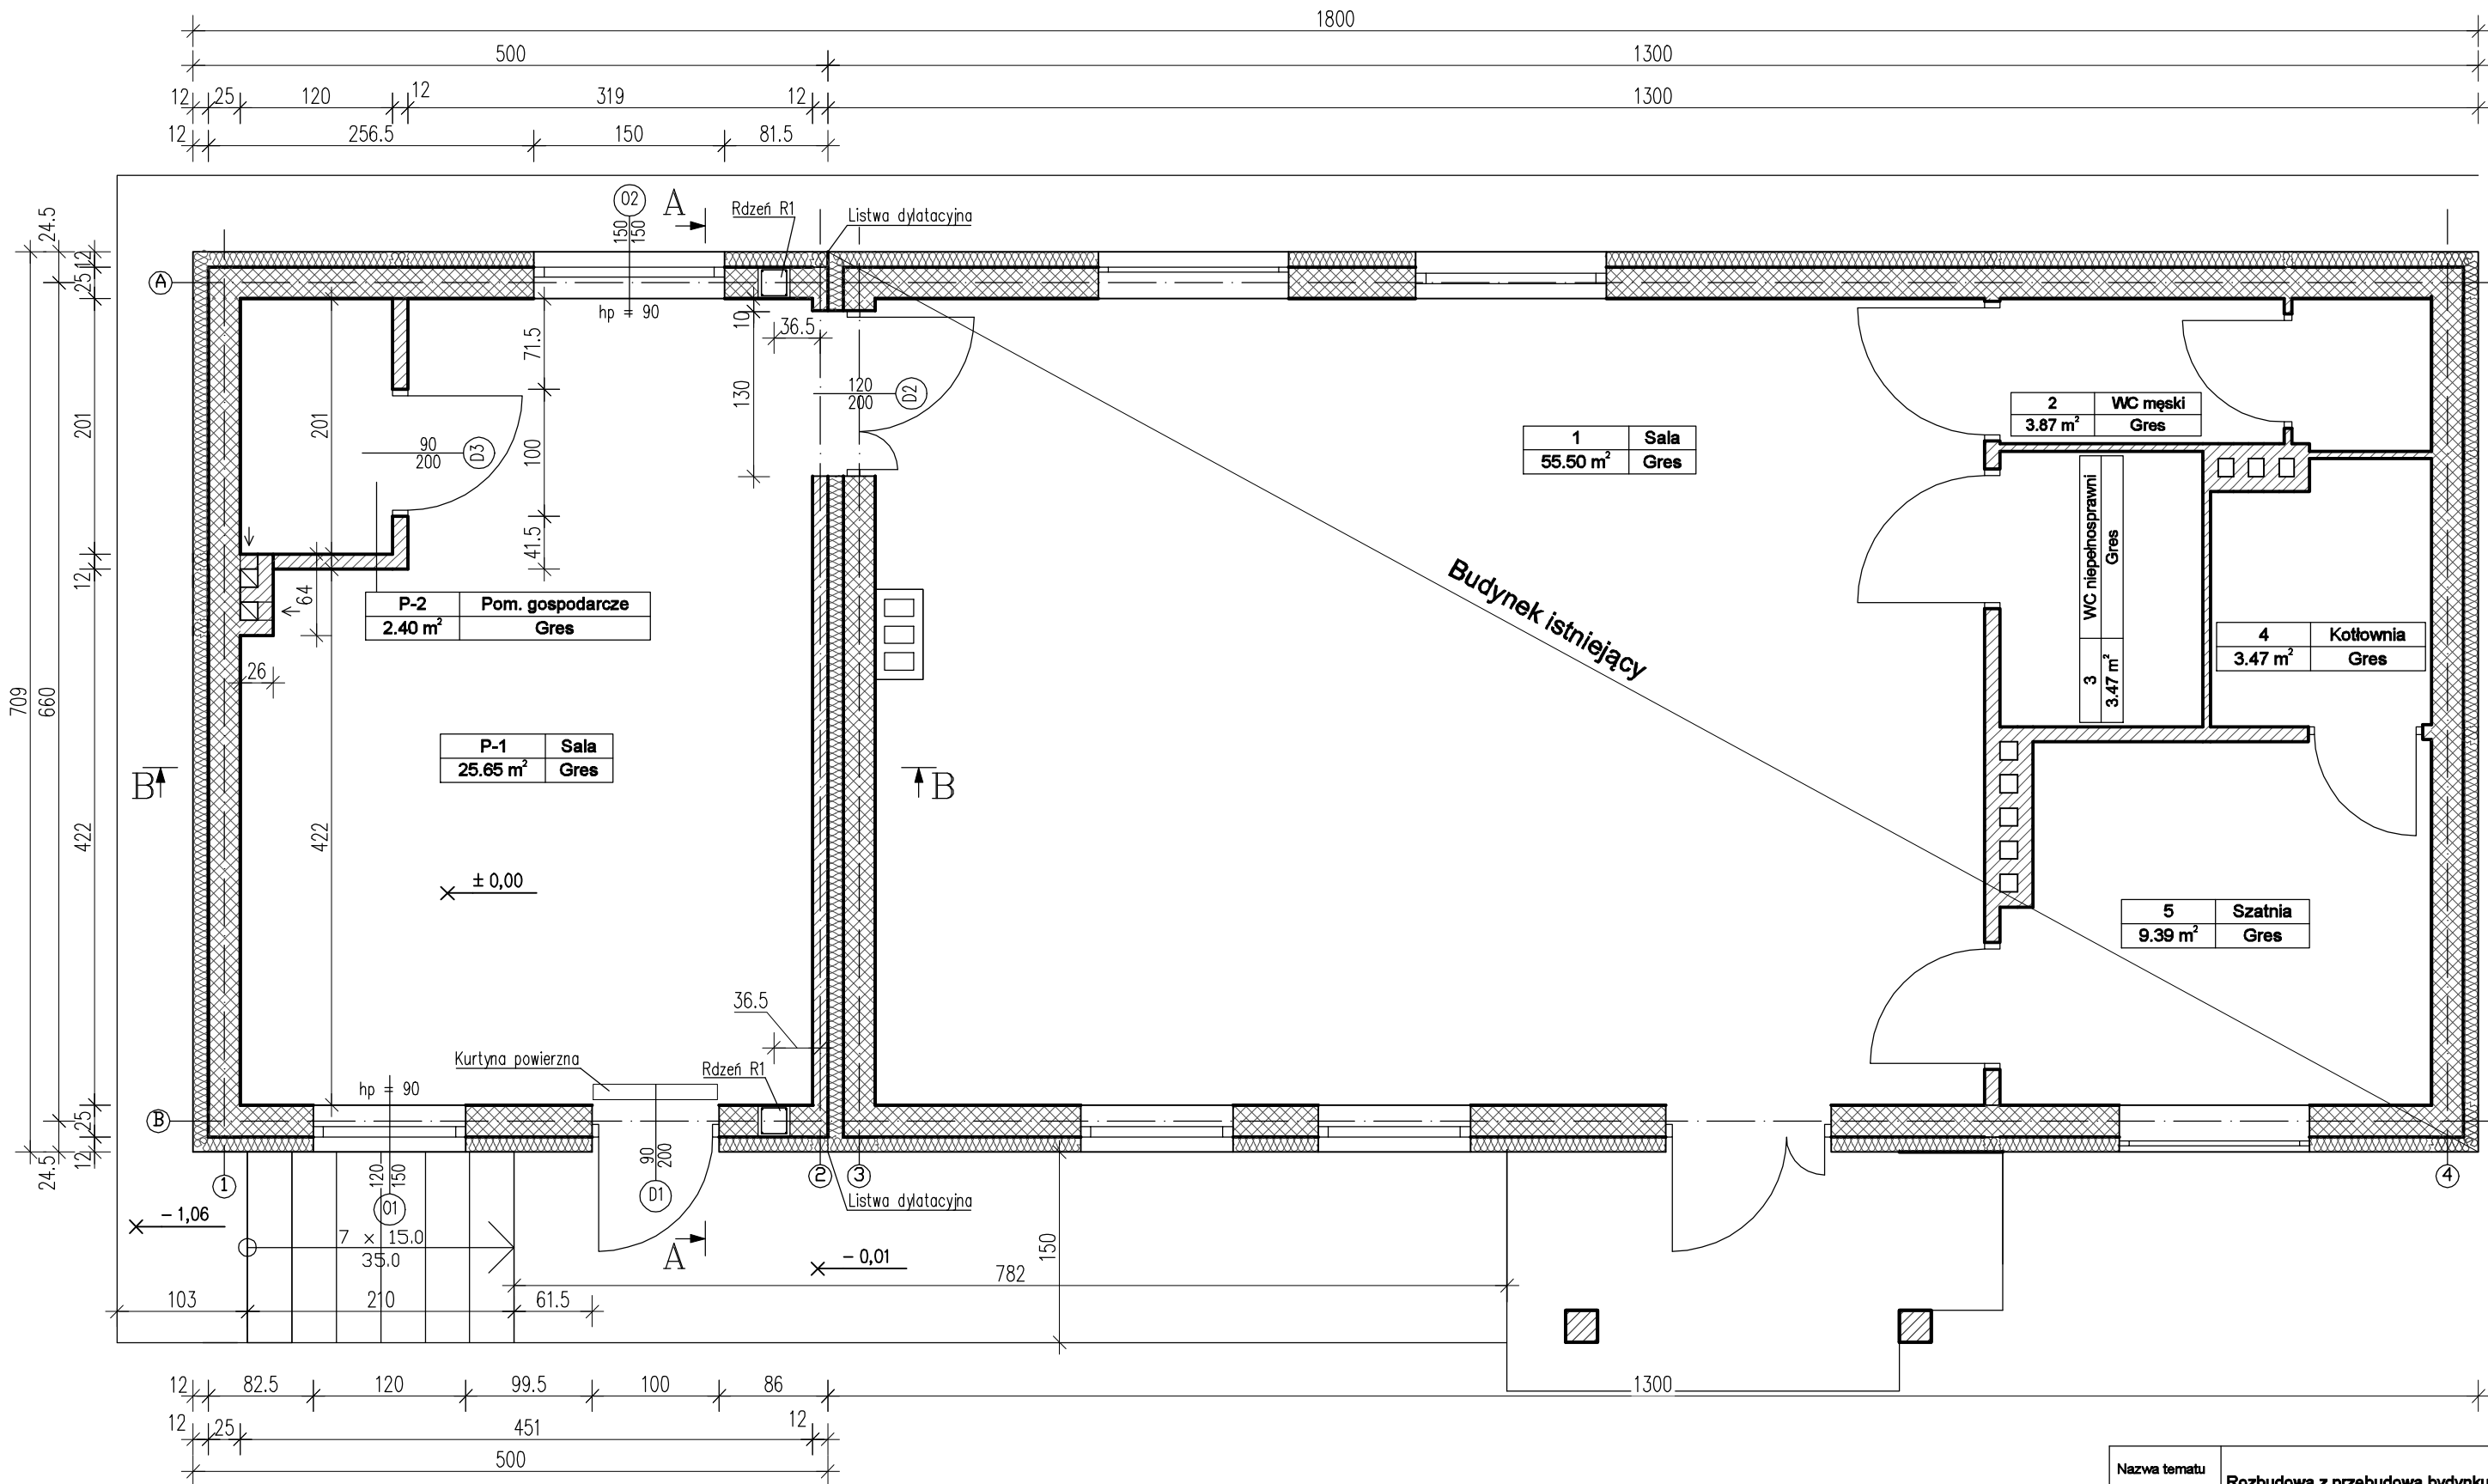 1800
500 1300
12 25 120 12 319 12 1300
12 256.5 150 81.5
24.5
12
25
A
O2
150
150
hp = 90
A
Rdzeń R1
Listwa dylatacyjna
71.5
10
36.5
130
120
200
D2
201
201
90
200
D3
100
41.5
12
64
26
709
660
422
422
P-2 Pom. gospodarcze
2.40 m² Gres
P-1 Sala
25.65 m² Gres
B
B
± 0,00
1 Sala
55.50 m² Gres
2 WC męski
3.87 m² Gres
3 WC niepełnosprawni
3.47 m² Gres
4 Kotłownia
3.47 m² Gres
5 Szatnia
9.39 m² Gres
Budynek istniejący
36.5
Kurtyna powierzna
Rdzeń R1
hp = 90
25
B
12
24.5
1
2
3
4
120
150
O1
90
200
D1
Listwa dylatacyjna
- 1,06
7 x 15.0
35.0
A
- 0,01
150
782
103 210 61.5
12 82.5 120 99.5 100 86 1300
12 25 451 12
500
Nazwa tematu
Rozbudowa z przebudową budynku